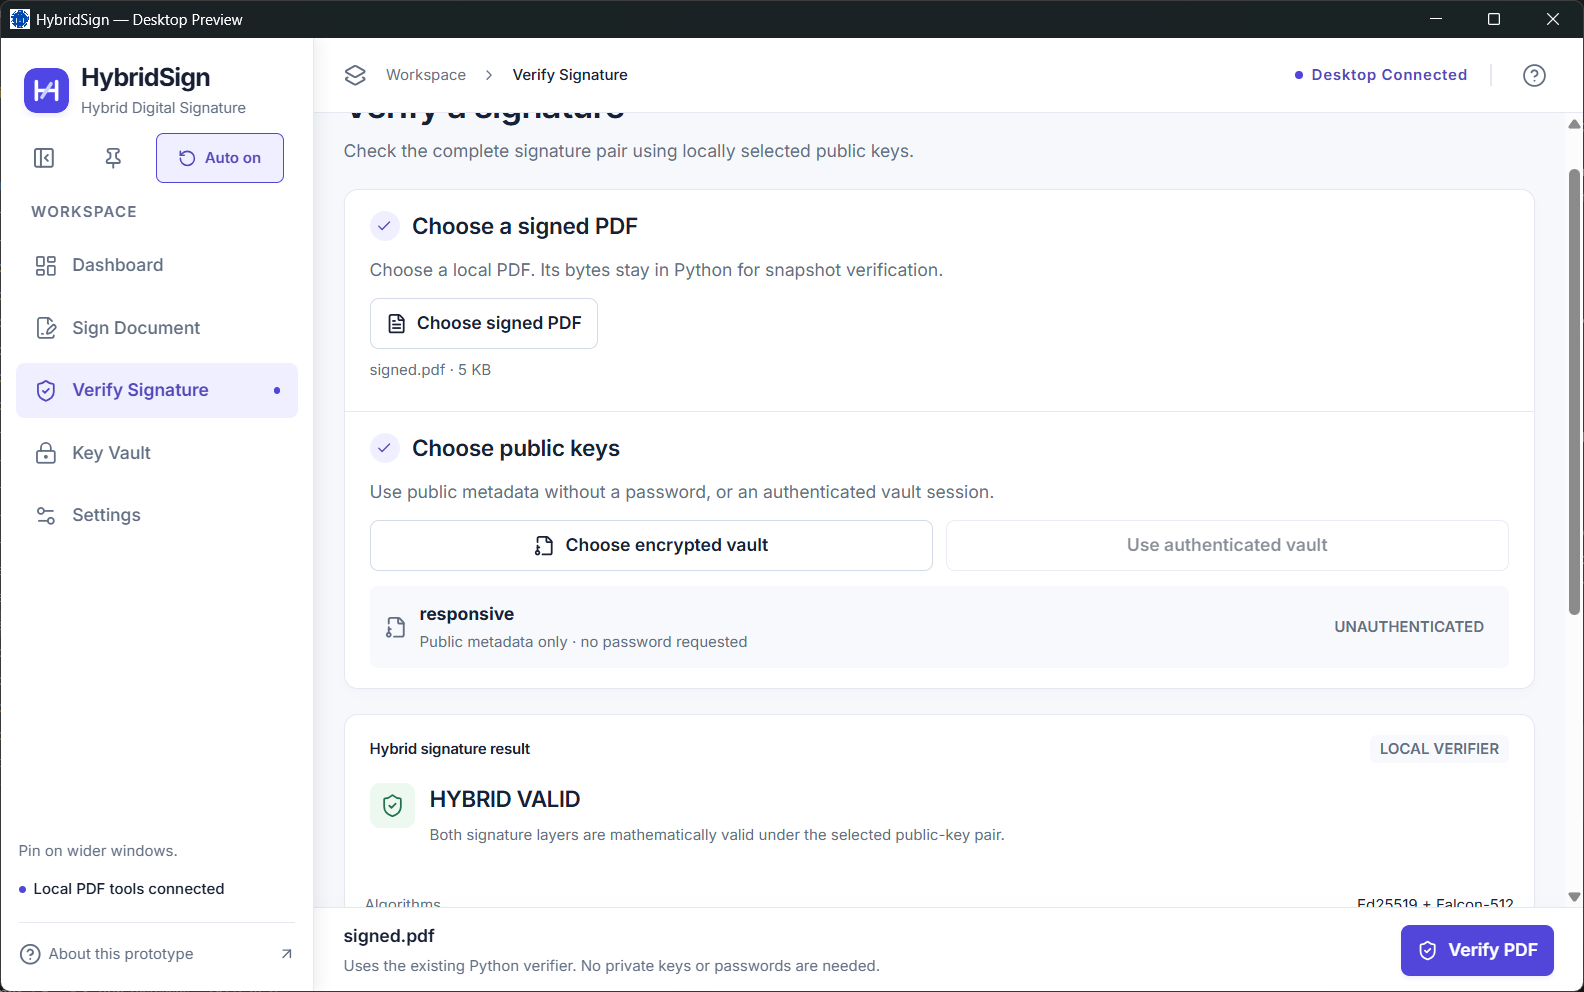 HybridSign — Desktop Preview
HybridSign
Hybrid Digital Signature
Auto on
WORKSPACE
Dashboard
Sign Document
Verify Signature
Key Vault
Settings
Pin on wider windows.
Local PDF tools connected
About this prototype
Workspace
Verify Signature
Desktop Connected
Verify a signature
Check the complete signature pair using locally selected public keys.
Choose a signed PDF
Choose a local PDF. Its bytes stay in Python for snapshot verification.
Choose signed PDF
signed.pdf · 5 KB
Choose public keys
Use public metadata without a password, or an authenticated vault session.
Choose encrypted vault
Use authenticated vault
responsive
Public metadata only · no password requested
UNAUTHENTICATED
Hybrid signature result
LOCAL VERIFIER
HYBRID VALID
Both signature layers are mathematically valid under the selected public-key pair.
Algorithms
Ed25519 + Falcon-512
signed.pdf
Uses the existing Python verifier. No private keys or passwords are needed.
Verify PDF